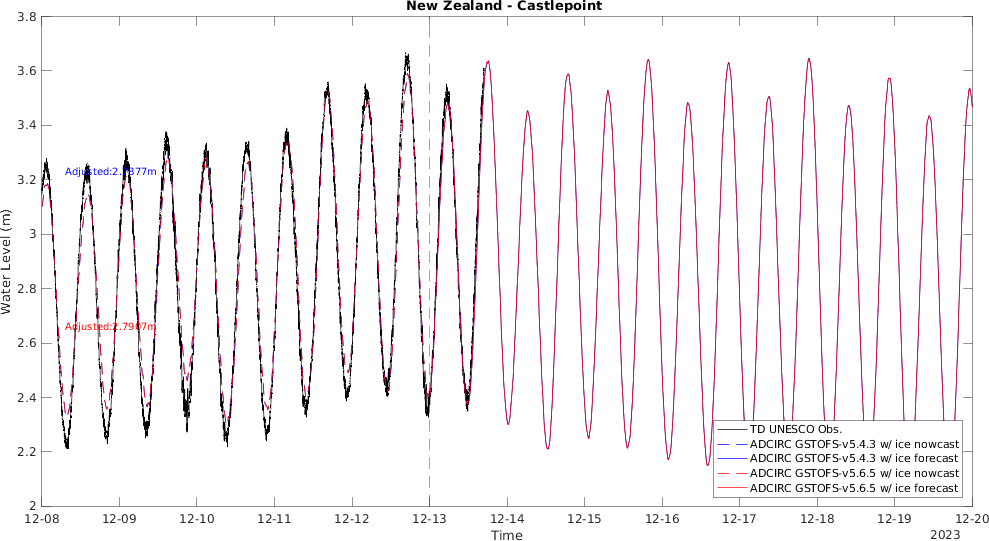 New Zealand - Castlepoint
Water Level (m)
3.8
3.6
3.4
3.2
3
2.8
2.6
2.4
2.2
2
Adjusted:2.7907m
TD UNESCO Obs.
ADCIRC GSTOFS-v5.4.3 w/ ice nowcast
ADCIRC GSTOFS-v5.4.3 w/ ice forecast
ADCIRC GSTOFS-v5.6.5 w/ ice nowcast
ADCIRC GSTOFS-v5.6.5 w/ ice forecast
12-08 12-09 12-10 12-11 12-12 12-13 12-14 12-15 12-16 12-17 12-18 12-19 12-20
Time
2023